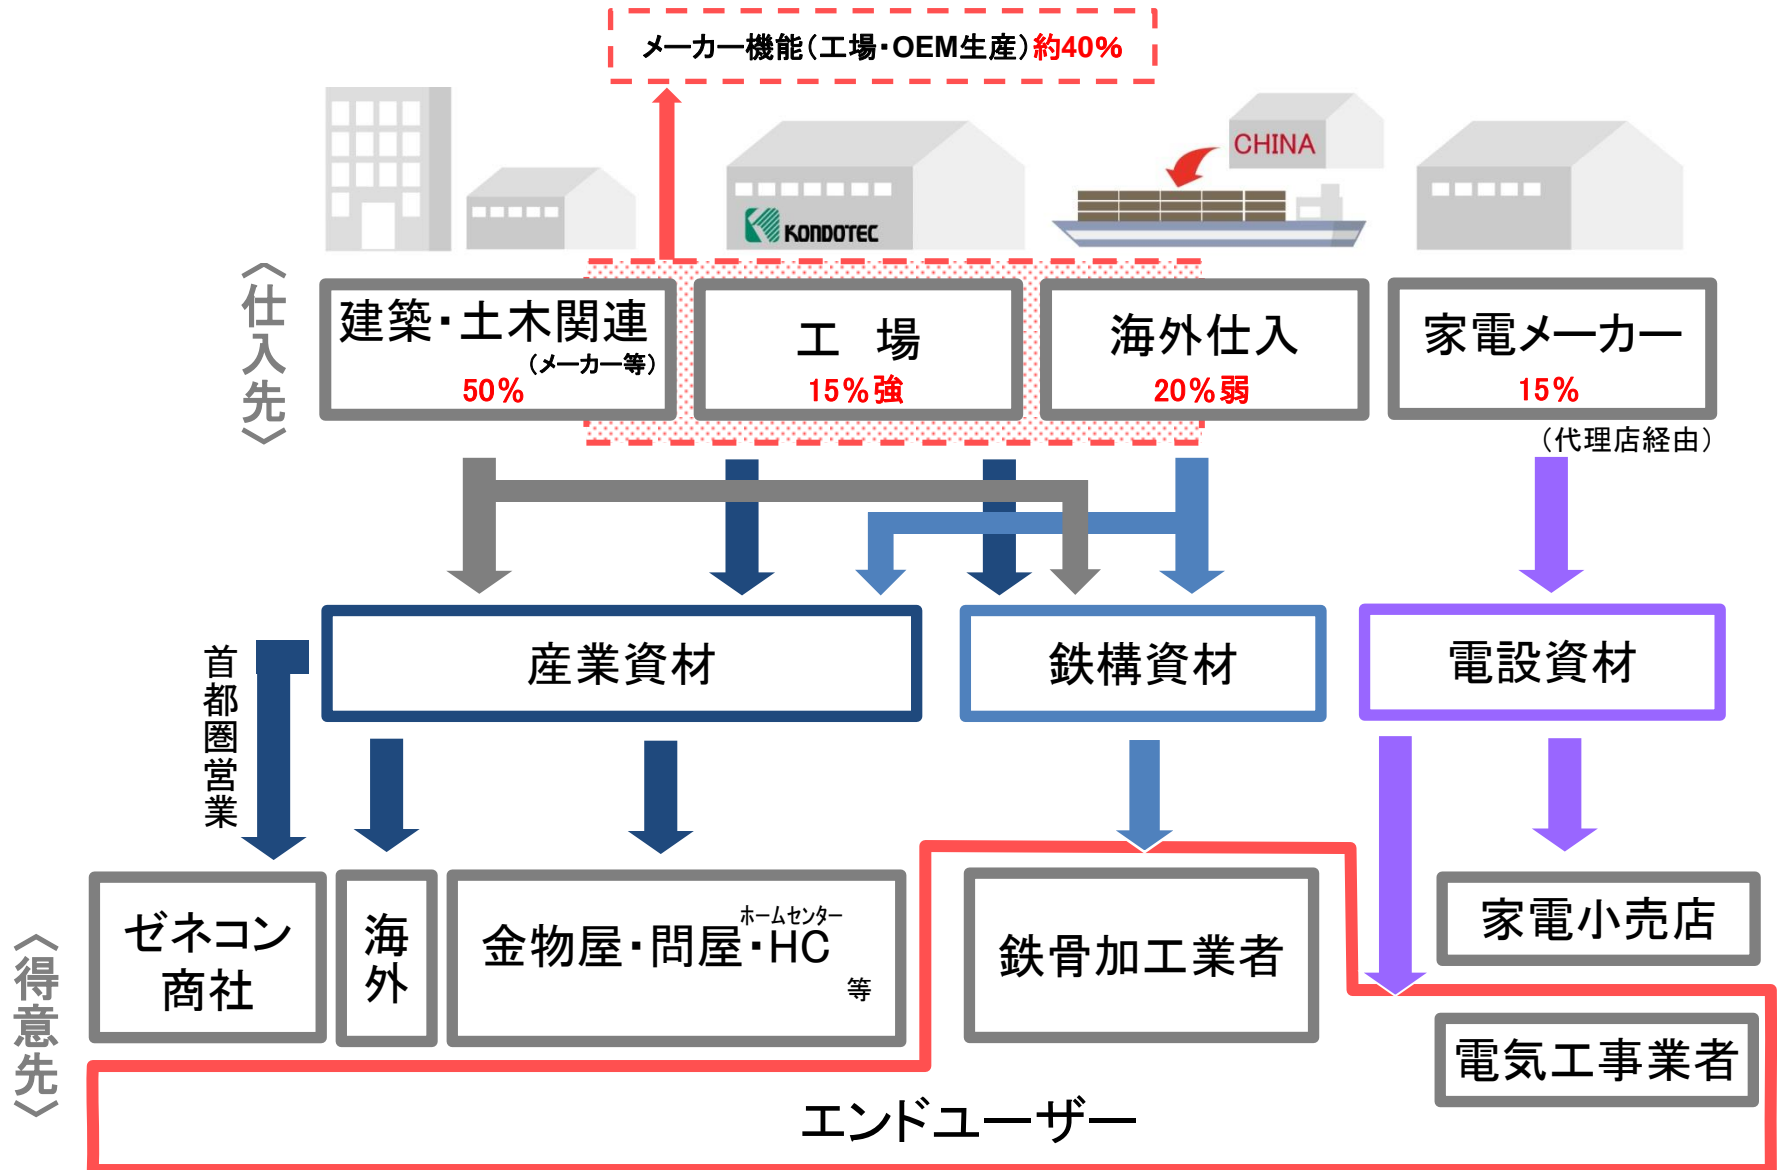 メーカー機能（工場・OEM生産）約40%
CHINA
KONDOTEC
〈仕入先〉
建築・土木関連
（メーカー等）
50%
工 場
15%強
海外仕入
20%弱
家電メーカー
15%
（代理店経由）
首都圏営業
産業資材
鉄構資材
電設資材
〈得意先〉
ゼネコン
商社
海外
ホームセンター
金物屋・問屋・HC
等
鉄骨加工業者
家電小売店
電気工事業者
エンドユーザー